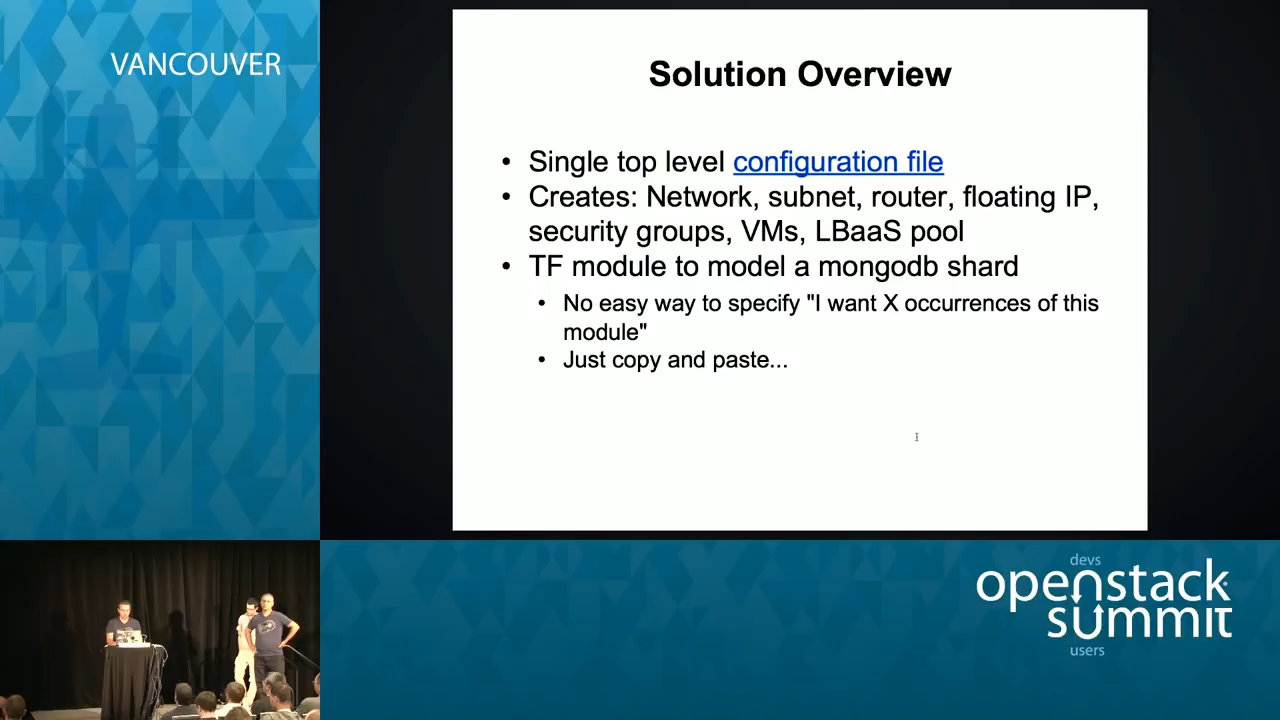 VANCOUVER
Solution Overview
• Single top level configuration file
• Creates: Network, subnet, router, floating IP,
security groups, VMs, LBaaS pool
• TF module to model a mongodb shard
• No easy way to specify "I want X occurrences of this
module"
• Just copy and paste...
devs
openstack
summit
users